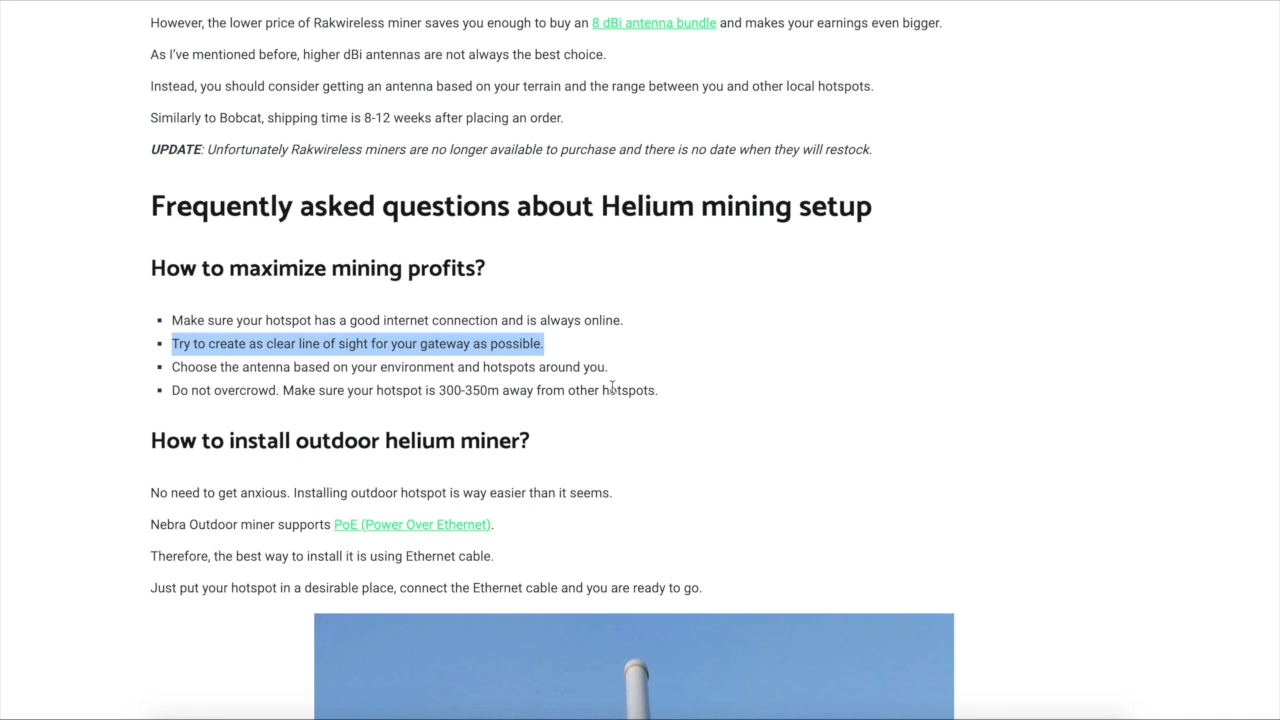 However, the lower price of Rakwireless miner saves you enough to buy an 8 dBi antenna bundle and makes your earnings even bigger.
As I’ve mentioned before, higher dBi antennas are not always the best choice.
Instead, you should consider getting an antenna based on your terrain and the range between you and other local hotspots.
Similarly to Bobcat, shipping time is 8-12 weeks after placing an order.
UPDATE: Unfortunately Rakwireless miners are no longer available to purchase and there is no date when they will restock.
Frequently asked questions about Helium mining setup
How to maximize mining profits?
Make sure your hotspot has a good internet connection and is always online.
Try to create as clear line of sight for your gateway as possible.
Choose the antenna based on your environment and hotspots around you.
Do not overcrowd. Make sure your hotspot is 300-350m away from other hotspots.
How to install outdoor helium miner?
No need to get anxious. Installing outdoor hotspot is way easier than it seems.
Nebra Outdoor miner supports PoE (Power Over Ethernet).
Therefore, the best way to install it is using Ethernet cable.
Just put your hotspot in a desirable place, connect the Ethernet cable and you are ready to go.